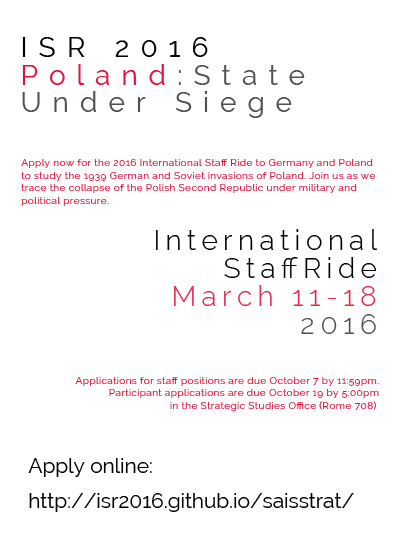 ISR 2016
Poland:State
Under Siege
Apply now for the 2016 International Staff Ride to Germany and Poland
to study the 1939 German and Soviet invasions of Poland. Join us as we
trace the collapse of the Polish Second Republic under military and
political pressure.
International
StaffRide
March 11-18
2016
Applications for staff positions are due October 7 by 11:59pm.
Participant applications are due October 19 by 5:00pm
in the Strategic Studies Office (Rome 708)
Apply online:
http://isr2016.github.io/saisstrat/